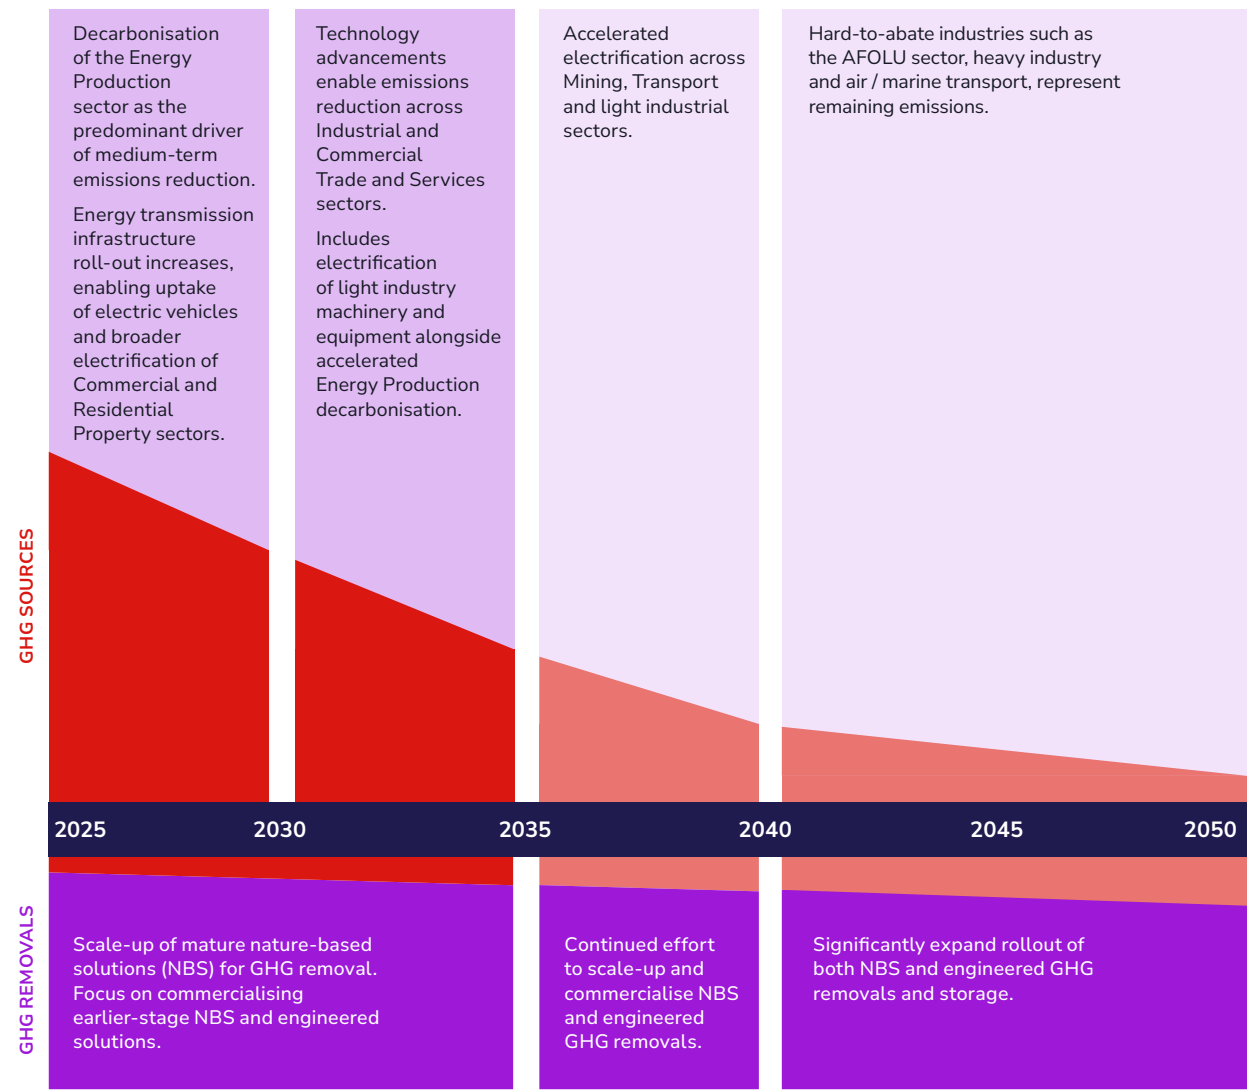 Decarbonisation
of the Energy
Production
sector as the
predominant driver
of medium-term
emissions reduction.
Energy transmission
infrastructure
roll-out increases,
enabling uptake
of electric vehicles
and broader
electrification of
Commercial and
Residential
Property sectors.
Technology
advancements
enable emissions
reduction across
Industrial and
Commercial
Trade and Services
sectors.
Includes
electrification
of light industry
machinery and
equipment alongside
accelerated
Energy Production
decarbonisation.
Accelerated
electrification across
Mining, Transport
and light industrial
sectors.
Hard-to-abate industries such as
the AFOLU sector, heavy industry
and air / marine transport, represent
remaining emissions.
GHG SOURCES
2025 2030 2035 2040 2045 2050
GHG REMOVALS
Scale-up of mature nature-based
solutions (NBS) for GHG removal.
Focus on commercialising
earlier-stage NBS and engineered
solutions.
Continued effort
to scale-up and
commercialise NBS
and engineered
GHG removals.
Significantly expand rollout of
both NBS and engineered GHG
removals and storage.